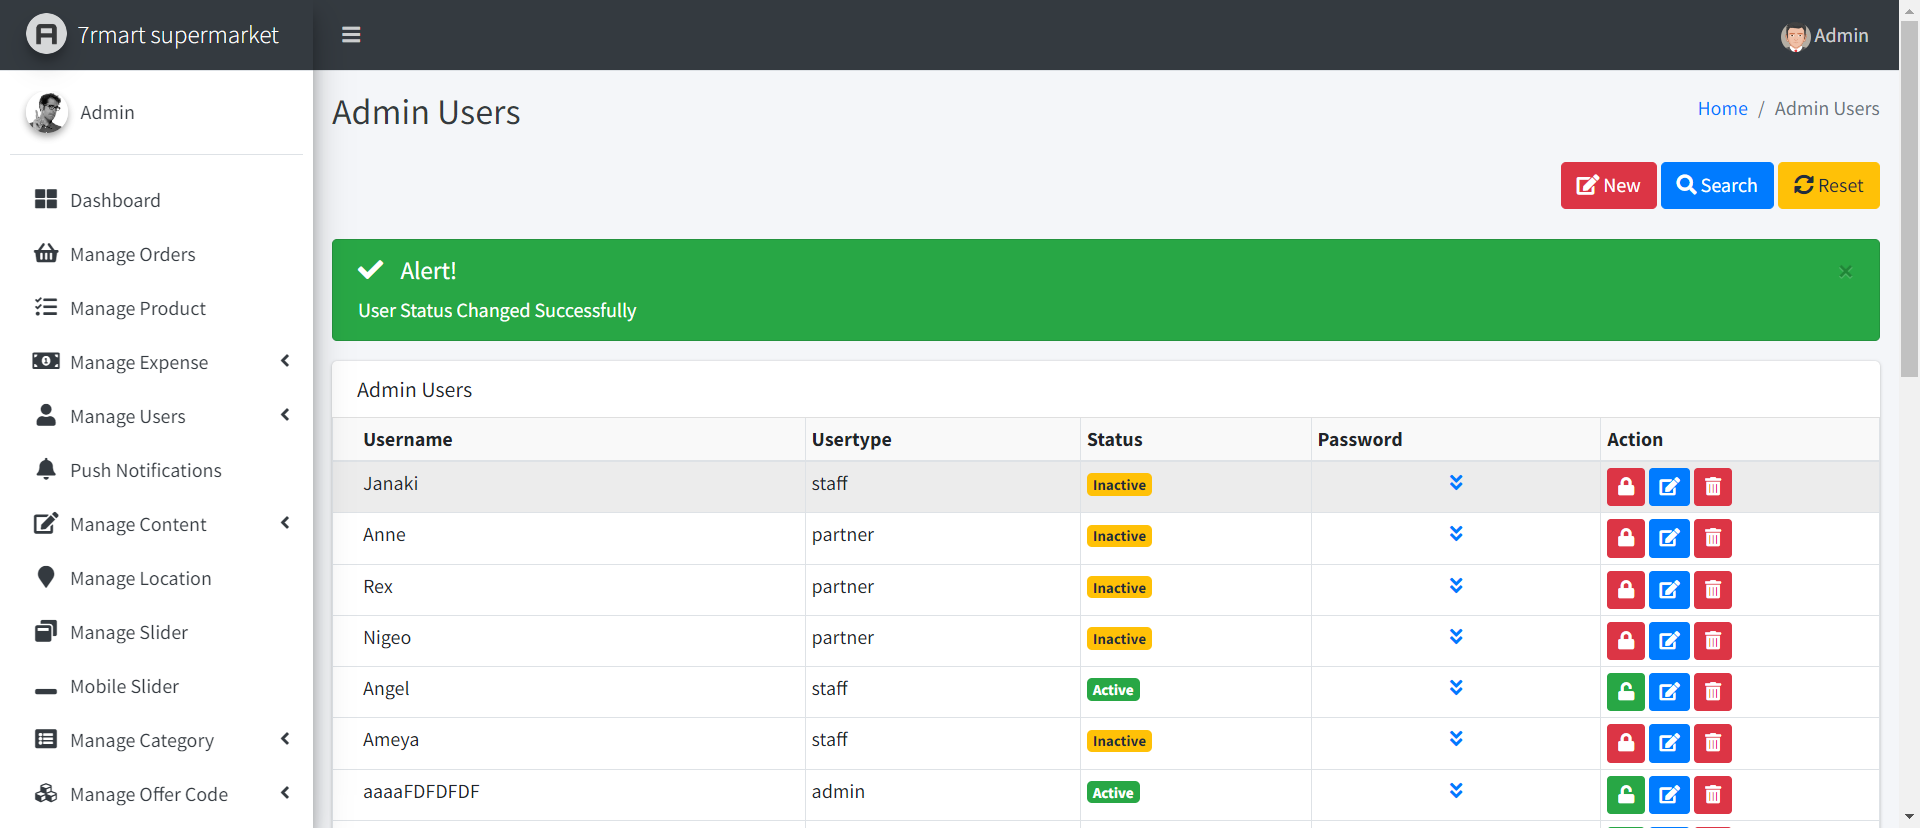 7rmart supermarket
Admin
Admin
Dashboard
Manage Orders
Manage Product
Manage Expense
Manage Users
Push Notifications
Manage Content
Manage Location
Manage Slider
Mobile Slider
Manage Category
Manage Offer Code
Admin Users
Home / Admin Users
New Search Reset
Alert! ×
User Status Changed Successfully
Admin Users
Username Usertype Status Password Action
Janaki staff Inactive
Anne partner Inactive
Rex partner Inactive
Nigeo partner Inactive
Angel staff Active
Ameya staff Inactive
aaaaFDFDFDF admin Active